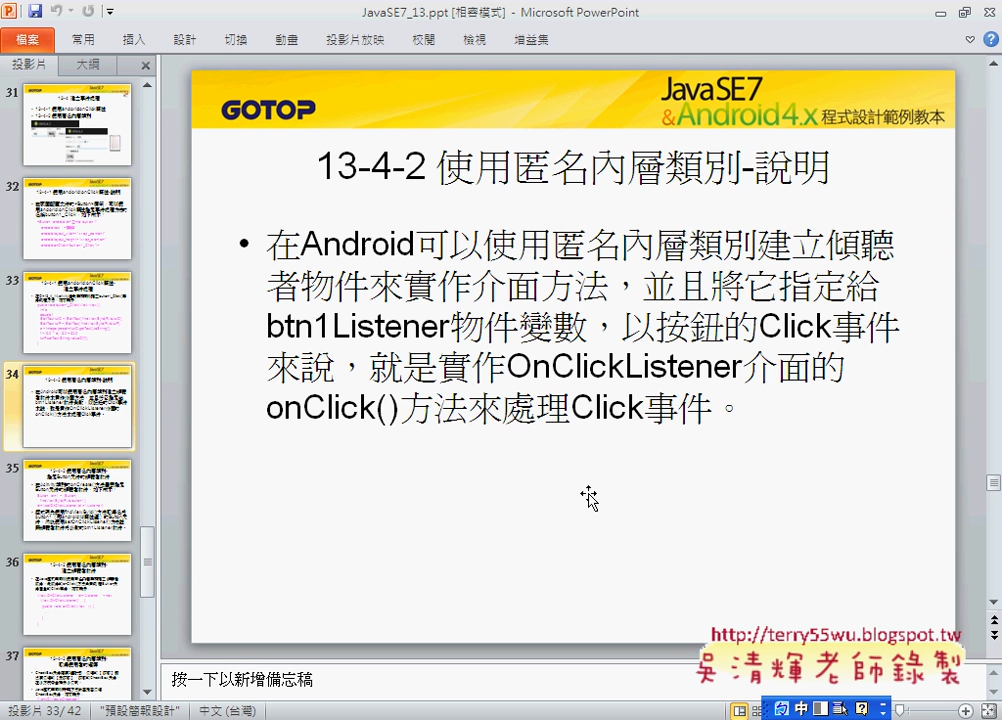 JavaSE7_13.ppt [相容模式] - Microsoft PowerPoint
檔案 常用 插入 設計 切換 動畫 投影片放映 校閱 檢視 增益集
投影片 大綱
GOTOP
JavaSE7
&Android4.x 程式設計範例教本
13-4-2 使用匿名內層類別-說明
• 在Android可以使用匿名內層類別建立傾聽
者物件來實作介面方法，並且將它指定給
btn1Listener物件變數，以按鈕的Click事件
來說，就是實作OnClickListener介面的
onClick()方法來處理Click事件。
31
32
33
34
35
36
37
http://terry55wu.blogspot.tw
吳清輝老師錄製
按一下以新增備忘稿
投影片 33/42 "預設簡報設計" 中文 (台灣)
中